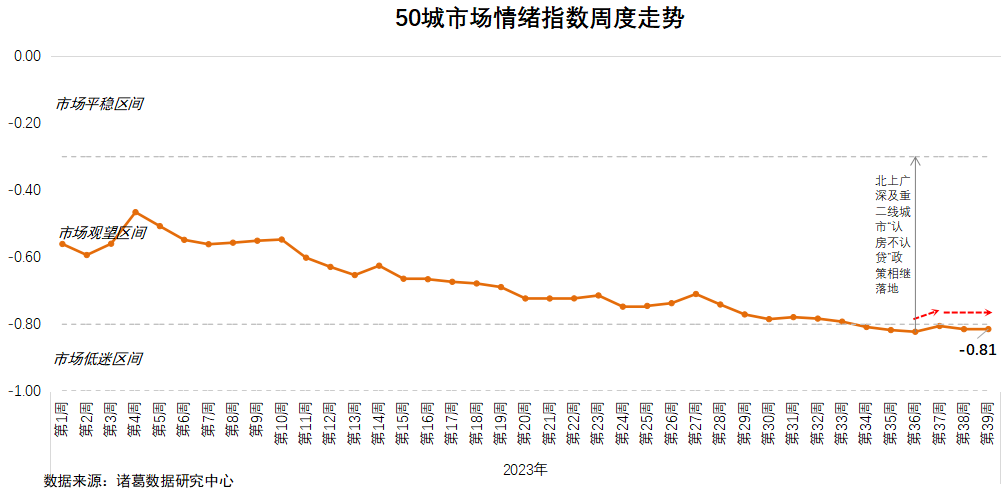 50城市场情绪指数周度走势
0.00
市场平稳区间
-0.20
-0.40
市场观望区间
-0.60
-0.80
市场低迷区间
-1.00
北上广
深及重
二线城
市“认
房不认
贷”政
策相继
落地
-0.81
第1周
第2周
第3周
第4周
第5周
第6周
第7周
第8周
第9周
第10周
第11周
第12周
第13周
第14周
第15周
第16周
第17周
第18周
第19周
第20周
第21周
第22周
第23周
第24周
第25周
第26周
第27周
第28周
第29周
第30周
第31周
第32周
第33周
第34周
第35周
第36周
第37周
第38周
第39周
2023年
数据来源：诸葛数据研究中心